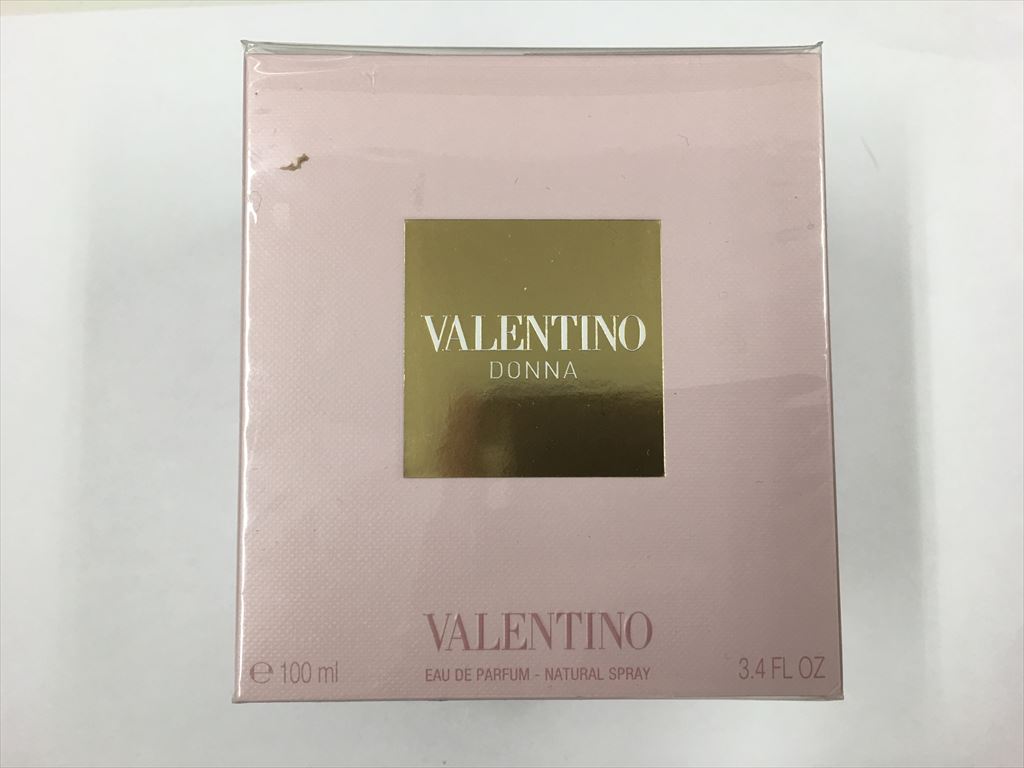 VALENTINO
DONNA
VALENTINO
EAU DE PARFUM - NATURAL SPRAY
℮ 100 ml
3.4 FL OZ